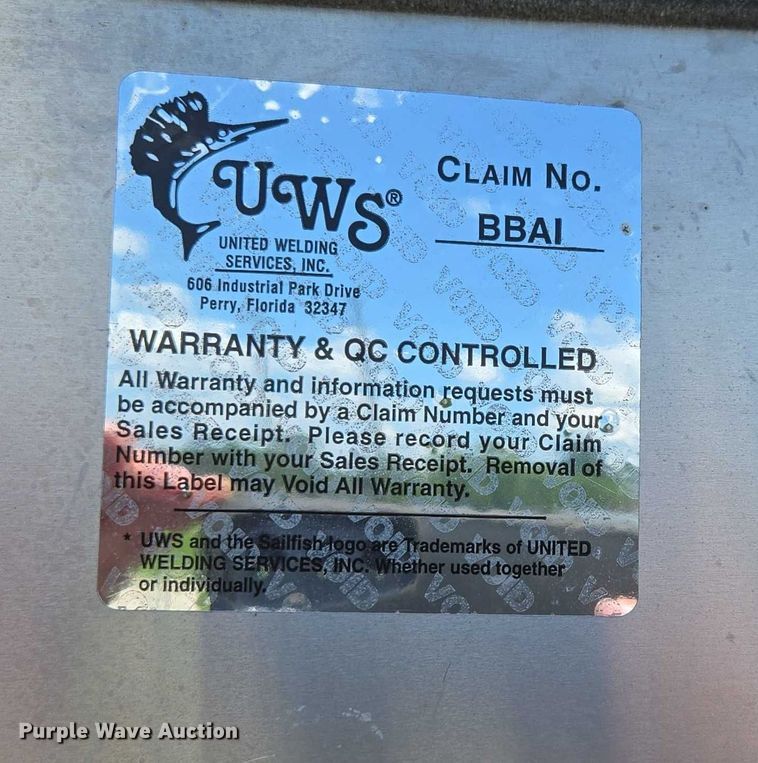 UWS®
UNITED WELDING
SERVICES, INC.
606 Industrial Park Drive
Perry, Florida 32347
CLAIM NO.
BBAI
WARRANTY & QC CONTROLLED
All Warranty and information requests must
be accompanied by a Claim Number and your
Sales Receipt. Please record your Claim
Number with your Sales Receipt. Removal of
this Label may Void All Warranty.
* UWS and the Sailfish logo are Trademarks of UNITED
WELDING SERVICES, INC. Whether used together
or individually.
Purple Wave Auction